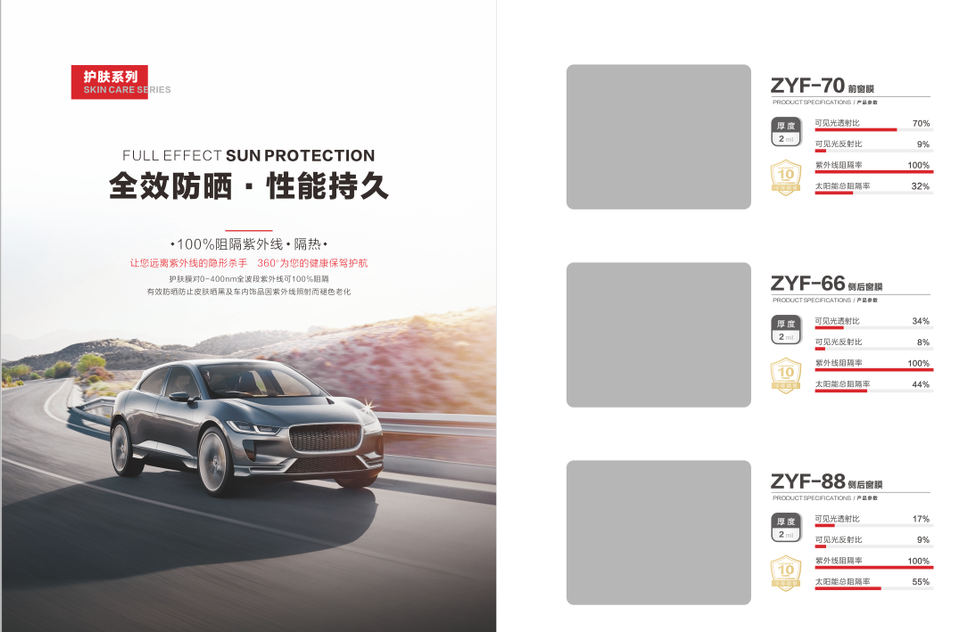 护肤系列
SKIN CARE SERIES
FULL EFFECT SUN PROTECTION
全效防晒·性能持久
•100%阻隔紫外线•隔热•
让您远离紫外线的隐形杀手 360°为您的健康保驾护航
护肤膜对0-400nm全波段紫外线可100%阻隔
有效防晒防止皮肤晒黑及车内饰品因紫外线照射而褪色老化
ZYF-70 前窗膜
PRODUCT SPECIFICATIONS / 产品参数
厚度
2 mil
10
可见光透射比 70%
可见光反射比 9%
紫外线阻隔率 100%
太阳能总阻隔率 32%
ZYF-66 侧后窗膜
PRODUCT SPECIFICATIONS / 产品参数
厚度
2 mil
10
可见光透射比 34%
可见光反射比 8%
紫外线阻隔率 100%
太阳能总阻隔率 44%
ZYF-88 侧后窗膜
PRODUCT SPECIFICATIONS / 产品参数
厚度
2 mil
10
可见光透射比 17%
可见光反射比 9%
紫外线阻隔率 100%
太阳能总阻隔率 55%